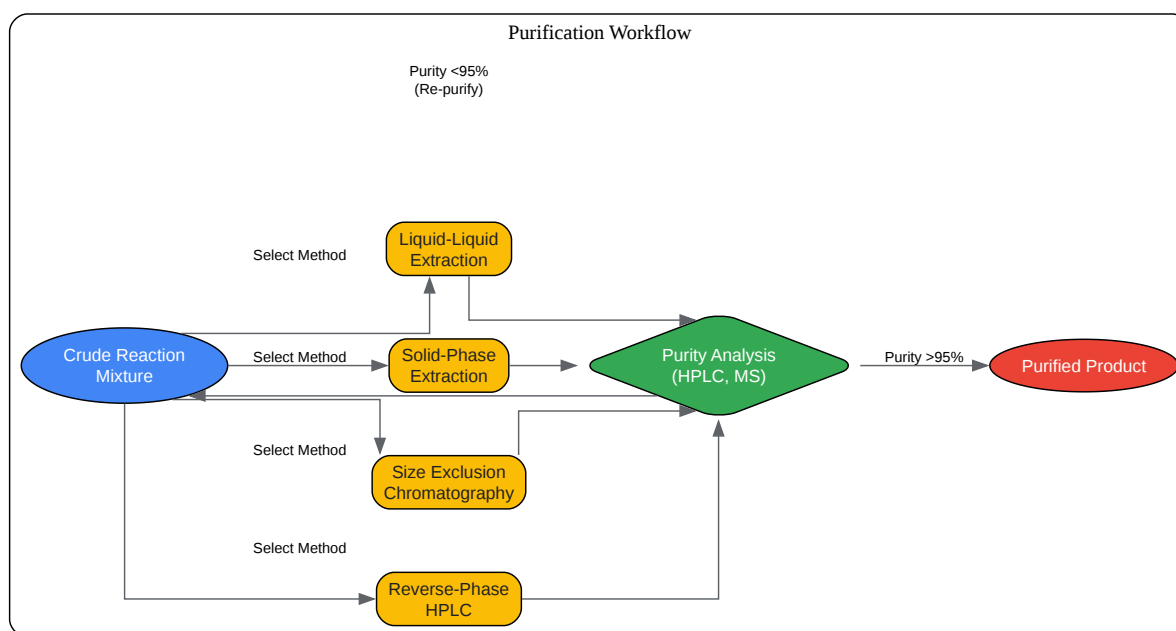 Purification Workflow
Purity <95%
(Re-purify)
Liquid-Liquid
Extraction
Select Method
Crude Reaction
Mixture
Select Method
Solid-Phase
Extraction
Purity Analysis
(HPLC, MS)
Purity >95%
Purified Product
Select Method
Size Exclusion
Chromatography
Select Method
Reverse-Phase
HPLC